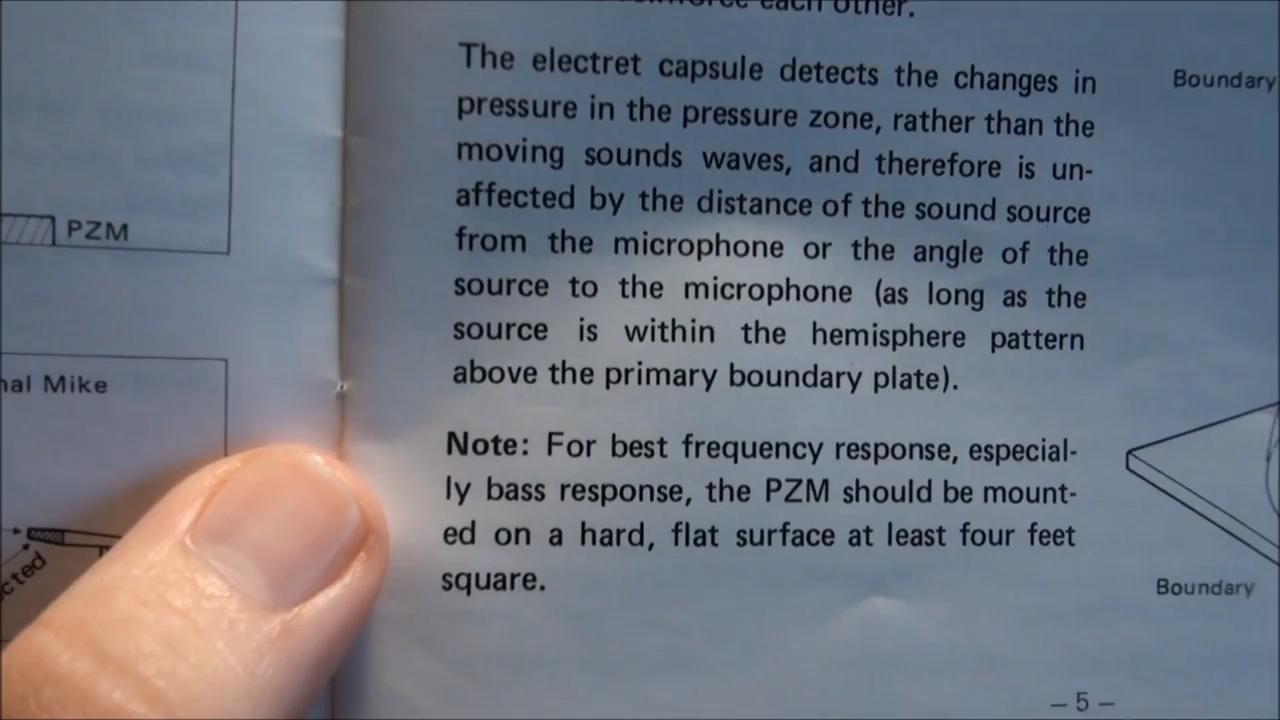 each other.
The electret capsule detects the changes in
pressure in the pressure zone, rather than the
moving sounds waves, and therefore is un-
affected by the distance of the sound source
from the microphone or the angle of the
source to the microphone (as long as the
source is within the hemisphere pattern
above the primary boundary plate).
Note: For best frequency response, especial-
ly bass response, the PZM should be mount-
ed on a hard, flat surface at least four feet
square.
– 5 –
PZM
Mike
Boundary
Boundary